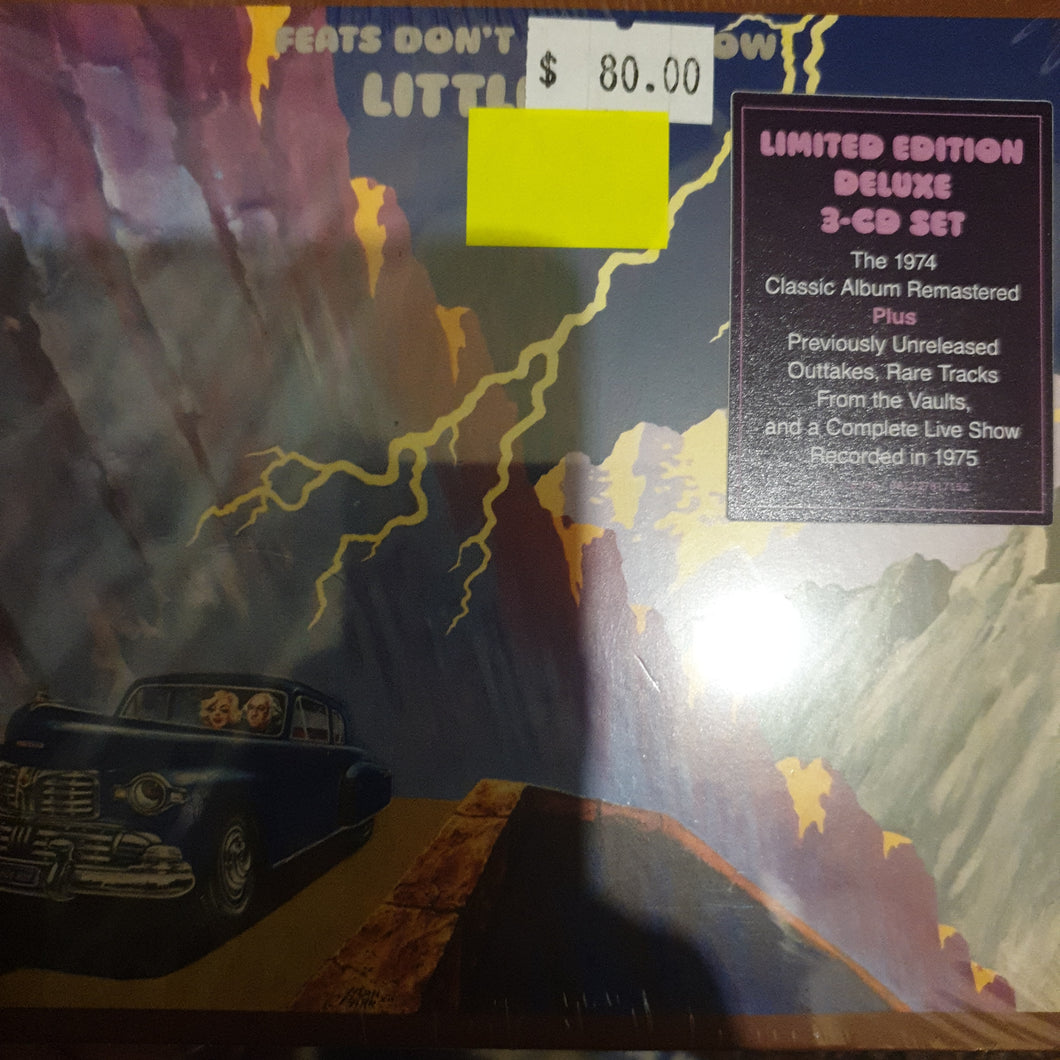 FEATS DON'T OW
LITTL
$ 80.00
LIMITED EDITION
DELUXE
3-CD SET
The 1974
Classic Album Remastered
Plus
Previously Unreleased
Outtakes, Rare Tracks
From the Vaults,
and a Complete Live Show
Recorded in 1975